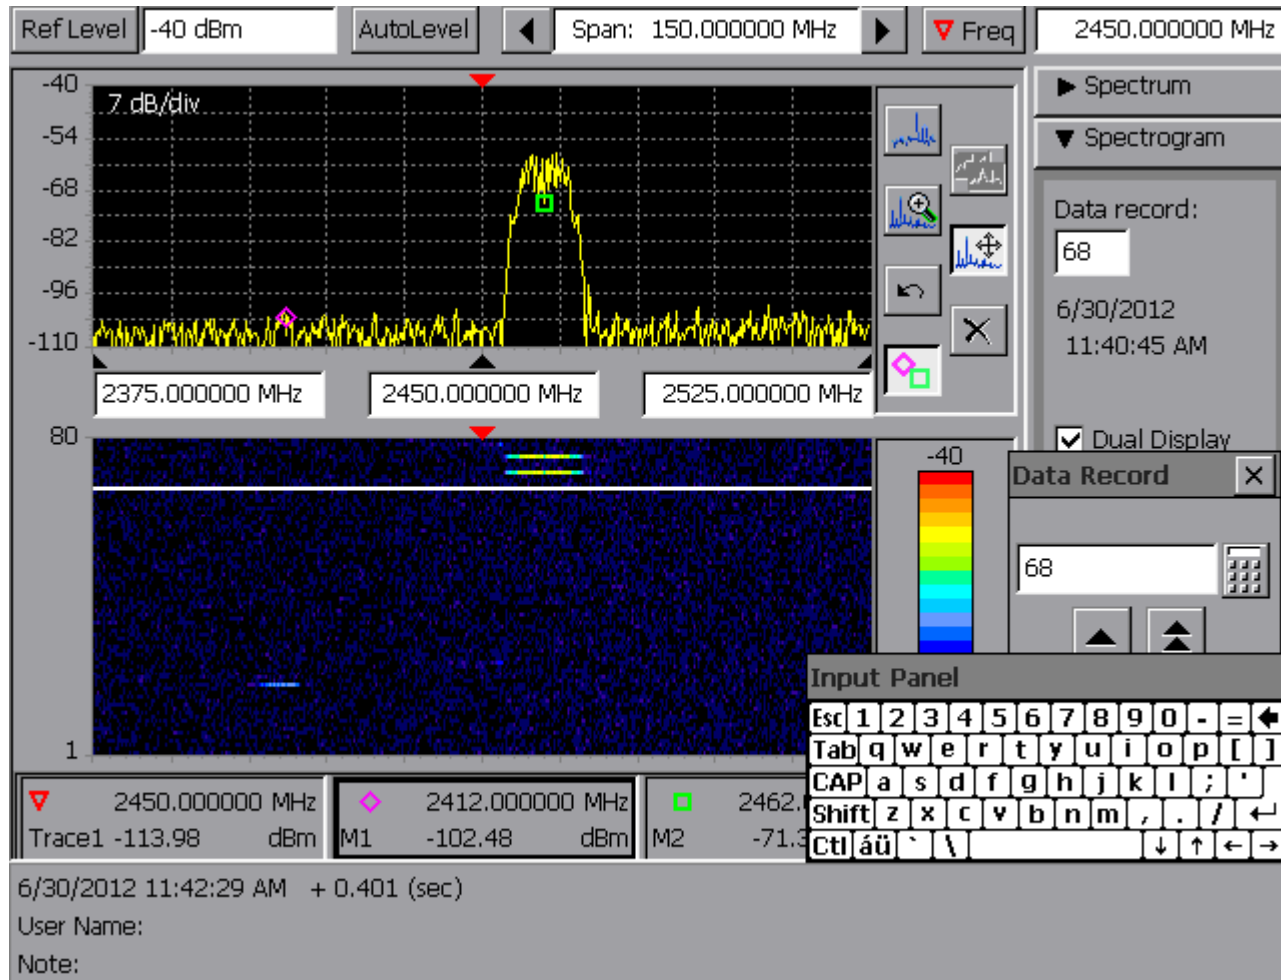 Ref Level -40 dBm AutoLevel Span: 150.000000 MHz Freq 2450.000000 MHz
-40
7 dB/div
-54
-68
-82
-96
-110
2375.000000 MHz 2450.000000 MHz 2525.000000 MHz
Spectrum
Spectrogram
Data record:
68
6/30/2012
11:40:45 AM
Dual Display
80
1
-40
Data Record
68
Input Panel
Esc 1 2 3 4 5 6 7 8 9 0 - =
Tab q w e r t y u i o p [ ]
CAP a s d f g h j k l ; '
Shift z x c v b n m , . /
Ctl áü ` \
2450.000000 MHz 2412.000000 MHz 2462.
Trace1 -113.98 dBm M1 -102.48 dBm M2 -71.3
6/30/2012 11:42:29 AM + 0.401 (sec)
User Name:
Note: